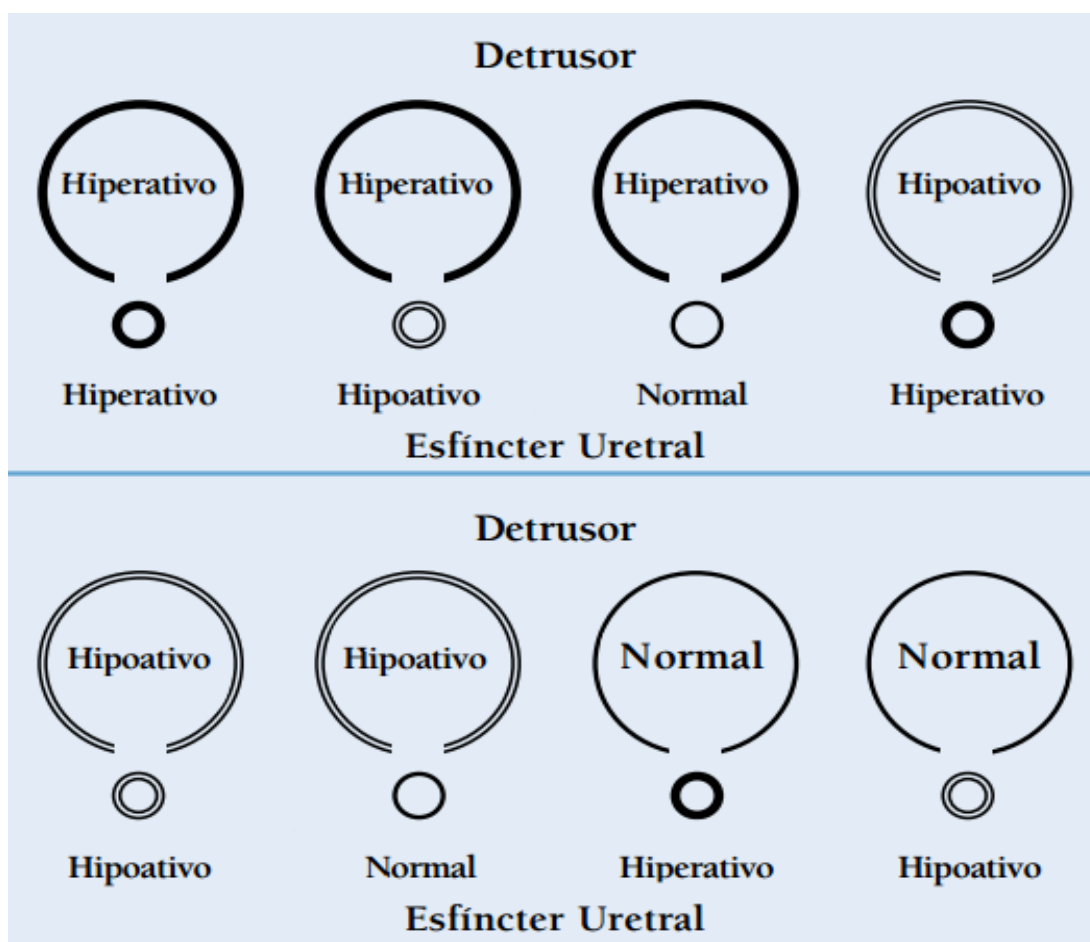 Detrusor
Hiperativo Hiperativo Hiperativo Hipoativo
Hiperativo Hipoativo Normal Hiperativo
Esfíncter Uretral
Detrusor
Hipoativo Hipoativo Normal Normal
Hipoativo Normal Hiperativo Hipoativo
Esfíncter Uretral